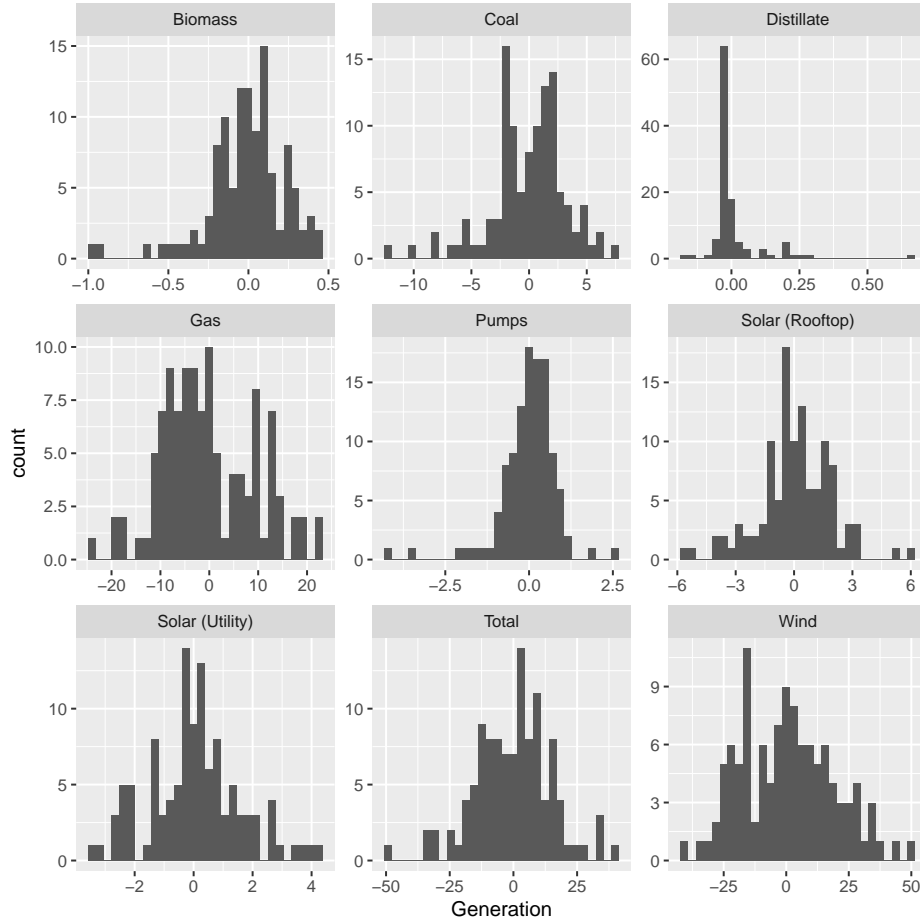 Biomass
Coal
Distillate
15
10
5
0
−1.0 −0.5 0.0 0.5
15
10
5
0
−10 −5 0 5
60
40
20
0
0.00 0.25 0.50
Gas
Pumps
Solar (Rooftop)
10.0
7.5
5.0
2.5
0.0
−20 −10 0 10 20
15
10
5
0
−2.5 0.0 2.5
15
10
5
0
−6 −3 0 3 6
Solar (Utility)
Total
Wind
10
5
0
−2 0 2 4
10
5
0
−50 −25 0 25
9
6
3
0
−25 0 25 50
count
Generation